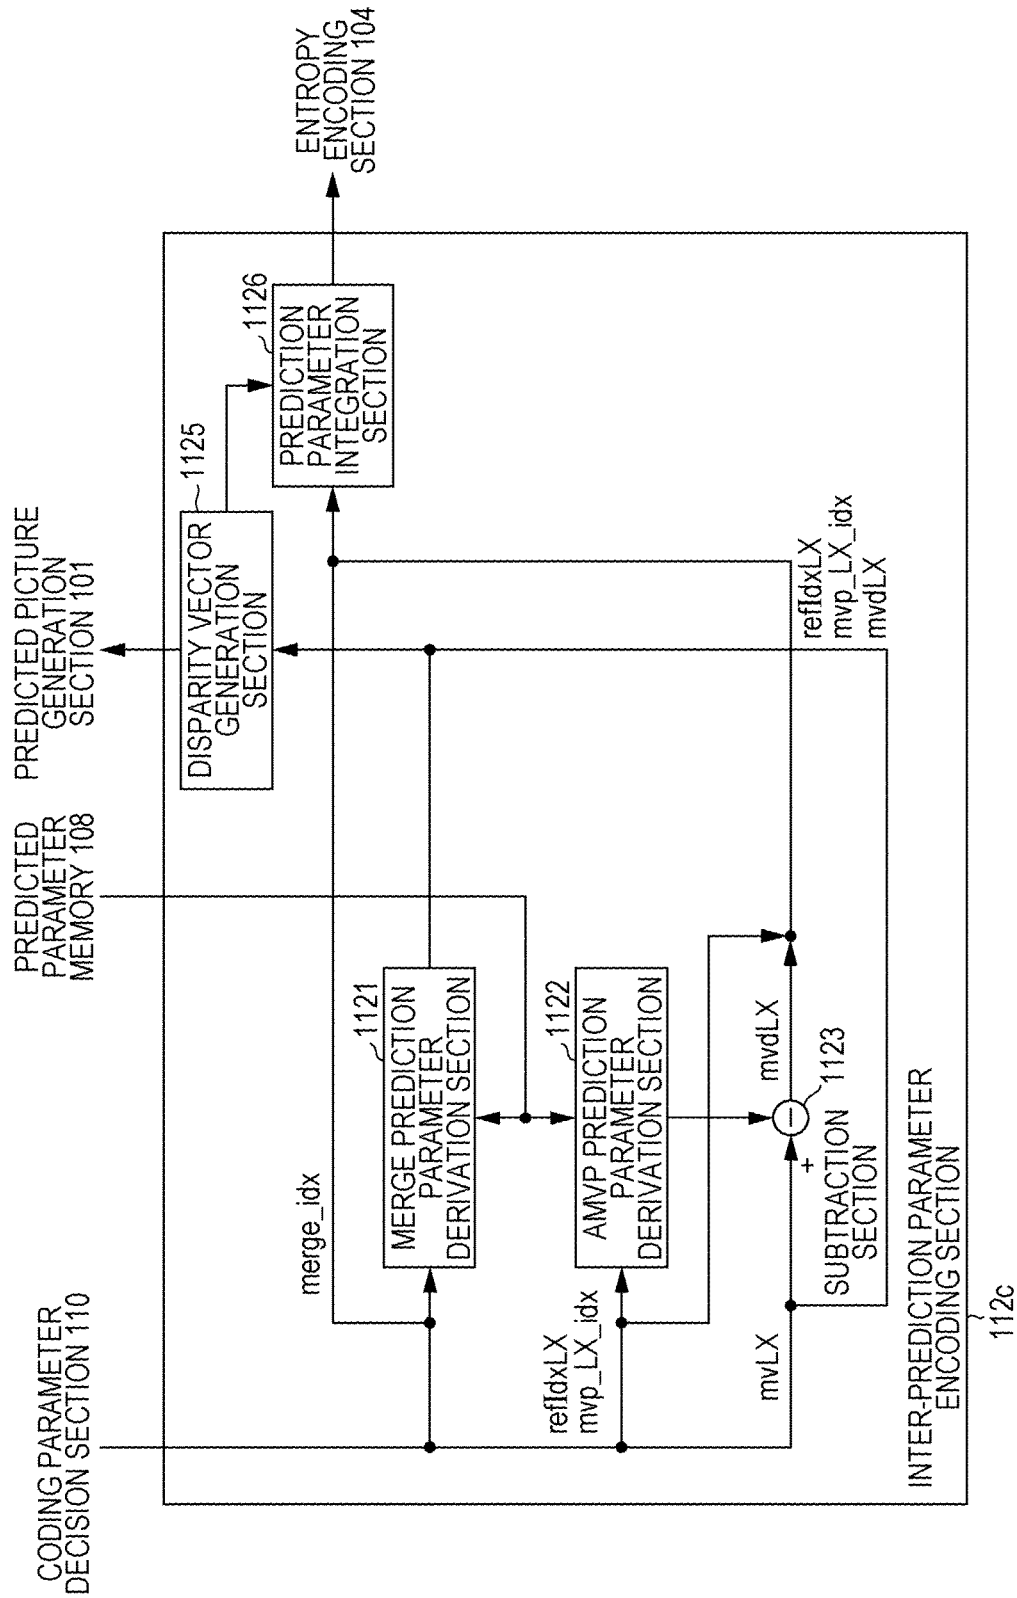 CODING PARAMETER
DECISION SECTION 110
PREDICTED
PARAMETER
MEMORY 108
PREDICTED PICTURE
GENERATION
SECTION 101
DISPARITY VECTOR
GENERATION
SECTION
1125
1126
PREDICTION
PARAMETER
INTEGRATION
SECTION
ENTROPY
ENCODING
SECTION 104
merge_idx
1121
MERGE PREDICTION
PARAMETER
DERIVATION SECTION
refIdxLX
mvp_LX_idx
1122
AMVP PREDICTION
PARAMETER
DERIVATION SECTION
mvLX
+
−
mvdLX
1123
SUBTRACTION
SECTION
refIdxLX
mvp_LX_idx
mvdLX
INTER-PREDICTION PARAMETER
ENCODING SECTION
112c